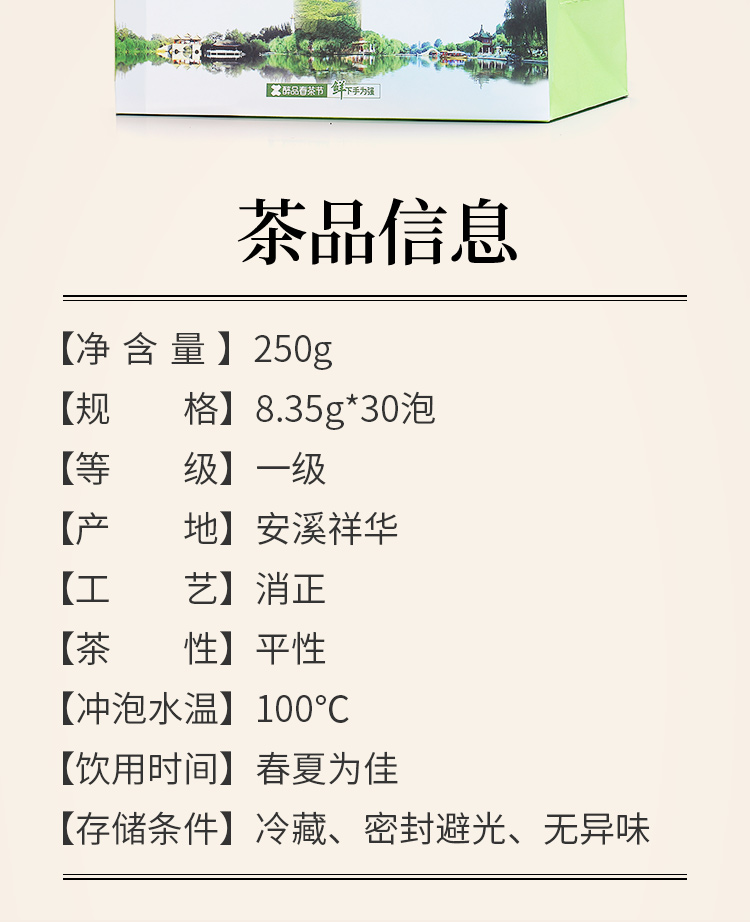 醉品春茶节 鲜下手为强
茶品信息
【净含量】250g
【规格】8.35g*30泡
【等级】一级
【产地】安溪祥华
【工艺】消正
【茶性】平性
【冲泡水温】100℃
【饮用时间】春夏为佳
【存储条件】冷藏、密封避光、无异味